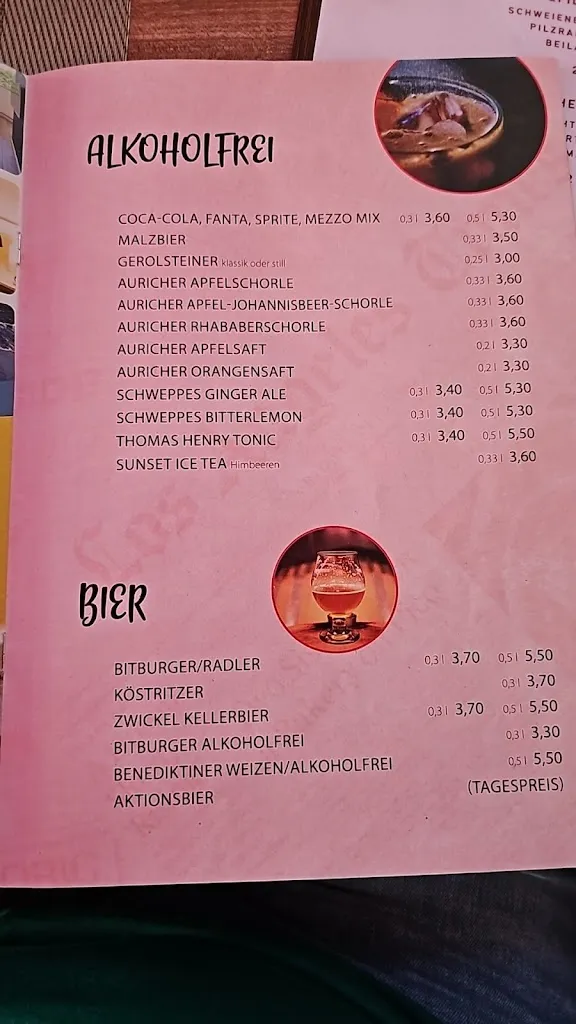 SCHWEIEN
PILZRA
BEILA
ALKOHOLFREI
COCA-COLA, FANTA, SPRITE, MEZZO MIX 0,3 l 3,60 0,5 l 5,30
MALZBIER 0,33 l 3,50
GEROLSTEINER klassik oder still 0,25 l 3,00
AURICHER APFELSCHORLE 0,33 l 3,60
AURICHER APFEL-JOHANNISBEER-SCHORLE 0,33 l 3,60
AURICHER RHABABERSCHORLE 0,33 l 3,60
AURICHER APFELSAFT 0,2 l 3,30
AURICHER ORANGENSAFT 0,2 l 3,30
SCHWEPPES GINGER ALE 0,3 l 3,40 0,5 l 5,30
SCHWEPPES BITTERLEMON 0,3 l 3,40 0,5 l 5,30
THOMAS HENRY TONIC 0,3 l 3,40 0,5 l 5,50
SUNSET ICE TEA Himbeeren 0,33 l 3,60
BIER
BITBURGER/RADLER 0,3 l 3,70 0,5 l 5,50
KÖSTRITZER 0,3 l 3,70
ZWICKEL KELLERBIER 0,3 l 3,70 0,5 l 5,50
BITBURGER ALKOHOLFREI 0,3 l 3,30
BENEDIKTINER WEIZEN/ALKOHOLFREI 0,5 l 5,50
AKTIONSBIER (TAGESPREIS)